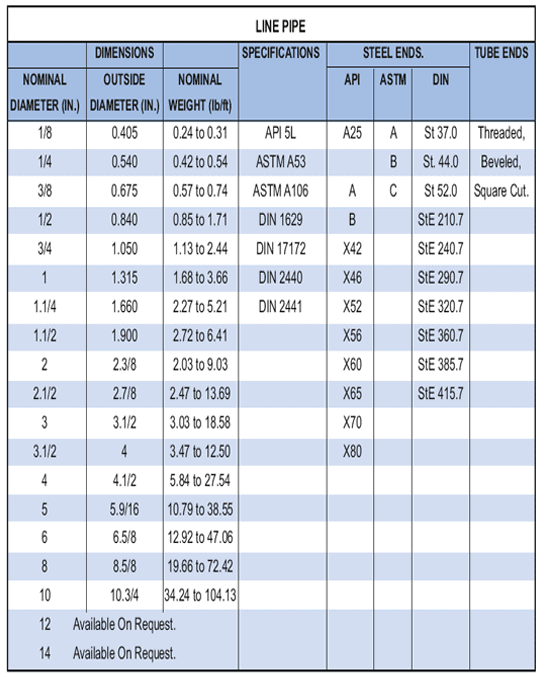 LINE PIPE
DIMENSIONS SPECIFICATIONS STEEL ENDS. TUBE ENDS
NOMINAL OUTSIDE NOMINAL API ASTM DIN
DIAMETER (IN.) DIAMETER (IN.) WEIGHT (lb/ft)
1/8 0.405 0.24 to 0.31 API 5L A25 A St 37.0 Threaded,
1/4 0.540 0.42 to 0.54 ASTM A53 B St. 44.0 Beveled,
3/8 0.675 0.57 to 0.74 ASTM A106 A C St 52.0 Square Cut.
1/2 0.840 0.85 to 1.71 DIN 1629 B StE 210.7
3/4 1.050 1.13 to 2.44 DIN 17172 X42 StE 240.7
1 1.315 1.68 to 3.66 DIN 2440 X46 StE 290.7
1.1/4 1.660 2.27 to 5.21 DIN 2441 X52 StE 320.7
1.1/2 1.900 2.72 to 6.41 X56 StE 360.7
2 2.3/8 2.03 to 9.03 X60 StE 385.7
2.1/2 2.7/8 2.47 to 13.69 X65 StE 415.7
3 3.1/2 3.03 to 18.58 X70
3.1/2 4 3.47 to 12.50 X80
4 4.1/2 5.84 to 27.54
5 5.9/16 10.79 to 38.55
6 6.5/8 12.92 to 47.06
8 8.5/8 19.66 to 72.42
10 10.3/4 34.24 to 104.13
12 Available On Request.
14 Available On Request.